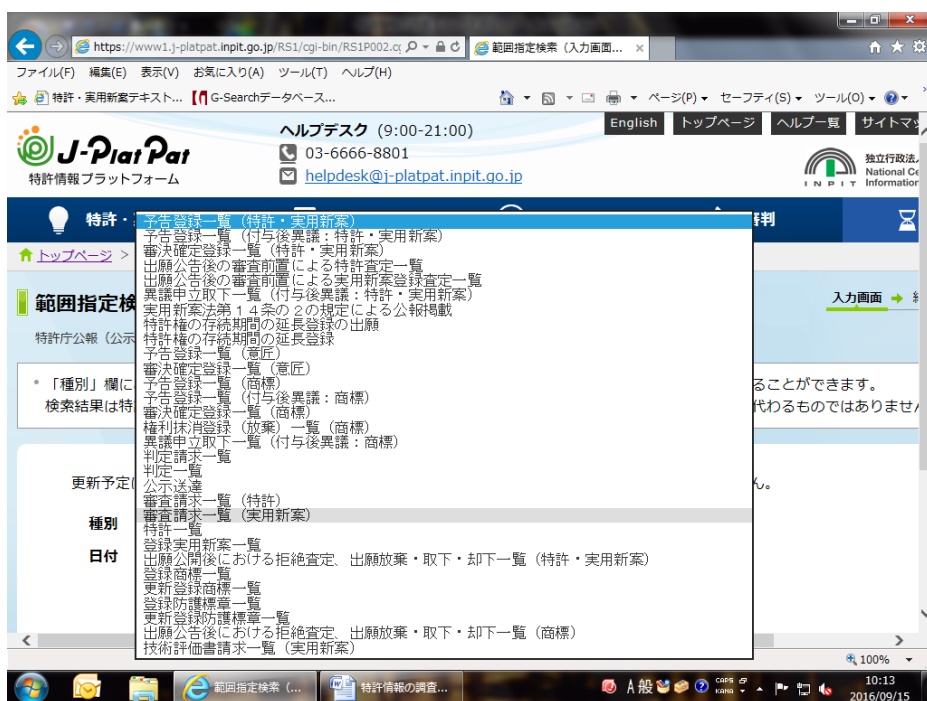 https://www1.j-platpat.inpit.go.jp/RS1/cgi-bin/RS1P002.c
範囲指定検索（入力画面...
ファイル(F) 編集(E) 表示(V) お気に入り(A) ツール(T) ヘルプ(H)
特許・実用新案テキスト... G-Searchデータベース... ページ(P) セーフティ(S) ツール(O)
English トップページ ヘルプ一覧 サイトマッ
J-PlatPat
特許情報プラットフォーム
ヘルプデスク (9:00-21:00)
03-6666-8801
helpdesk@j-platpat.inpit.go.jp
INPIT
独立行政法
National Ce
Information
特許・
審判
トップページ >
範囲指定検
入力画面
特許庁公報（公示
• 「種別」欄に
ることができます。
検索結果は特
代わるものではありません
更新予定
ん。
種別
日付
予告登録一覧（特許・実用新案）
予告登録一覧（付与後異議：特許・実用新案）
審決確定登録一覧（特許・実用新案）
出願公告後の審査前置による特許査定一覧
出願公告後の審査前置による実用新案登録査定一覧
異議申立取下一覧（付与後異議：特許・実用新案）
実用新案法第１４条の２の規定による公報掲載
特許権の存続期間の延長登録の出願
特許権の存続期間の延長登録
予告登録一覧（意匠）
審決確定登録一覧（意匠）
予告登録一覧（商標）
予告登録一覧（付与後異議：商標）
審決確定登録一覧（商標）
権利抹消登録（放棄）一覧（商標）
異議申立取下一覧（付与後異議：商標）
判定請求一覧
判定一覧
公示送達
審査請求一覧（特許）
審査請求一覧（実用新案）
特許一覧
登録実用新案一覧
出願公開後における拒絶査定、出願放棄・取下・却下一覧（特許・実用新案）
登録商標一覧
更新登録商標一覧
登録防護標章一覧
更新登録防護標章一覧
出願公告後における拒絶査定、出願放棄・取下・却下一覧（商標）
技術評価書請求一覧（実用新案）
100%
範囲指定検索（...
特許情報の調査...
A 般
CAPS
KANA
10:13
2016/09/15